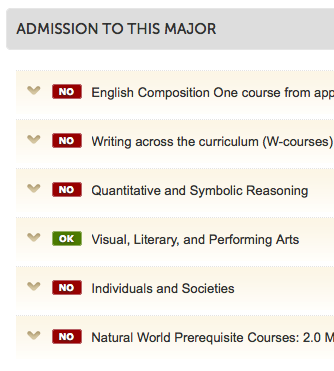 ADMISSION TO THIS MAJOR
NO English Composition One course from app
NO Writing across the curriculum (W-courses)
NO Quantitative and Symbolic Reasoning
OK Visual, Literary, and Performing Arts
NO Individuals and Societies
NO Natural World Prerequisite Courses: 2.0 M